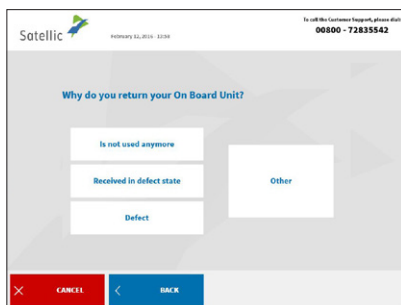 Satellic
February 12, 2016 - 12:58
To call the Customer Support, please dial:
00800 - 72835542
Why do you return your On Board Unit?
Is not used anymore
Received in defect state
Other
Defect
CANCEL
BACK